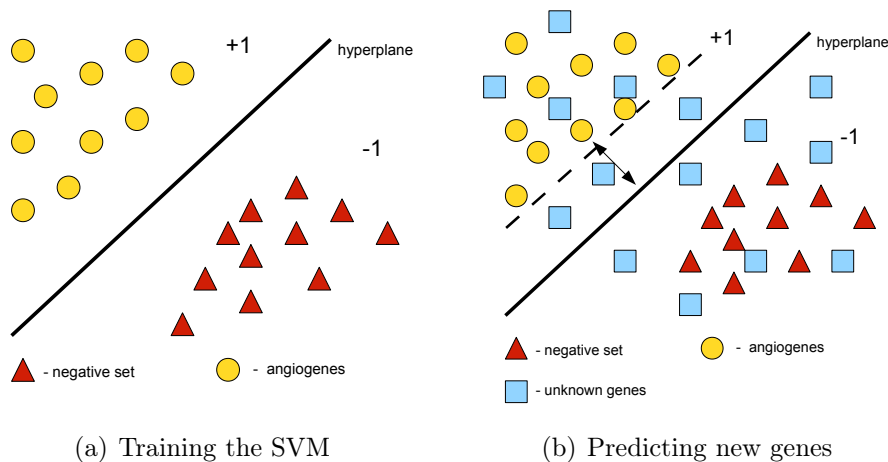 +1
hyperplane
-1
- negative set
- angiogenes
(a) Training the SVM
+1
hyperplane
-1
- negative set
- angiogenes
- unknown genes
(b) Predicting new genes